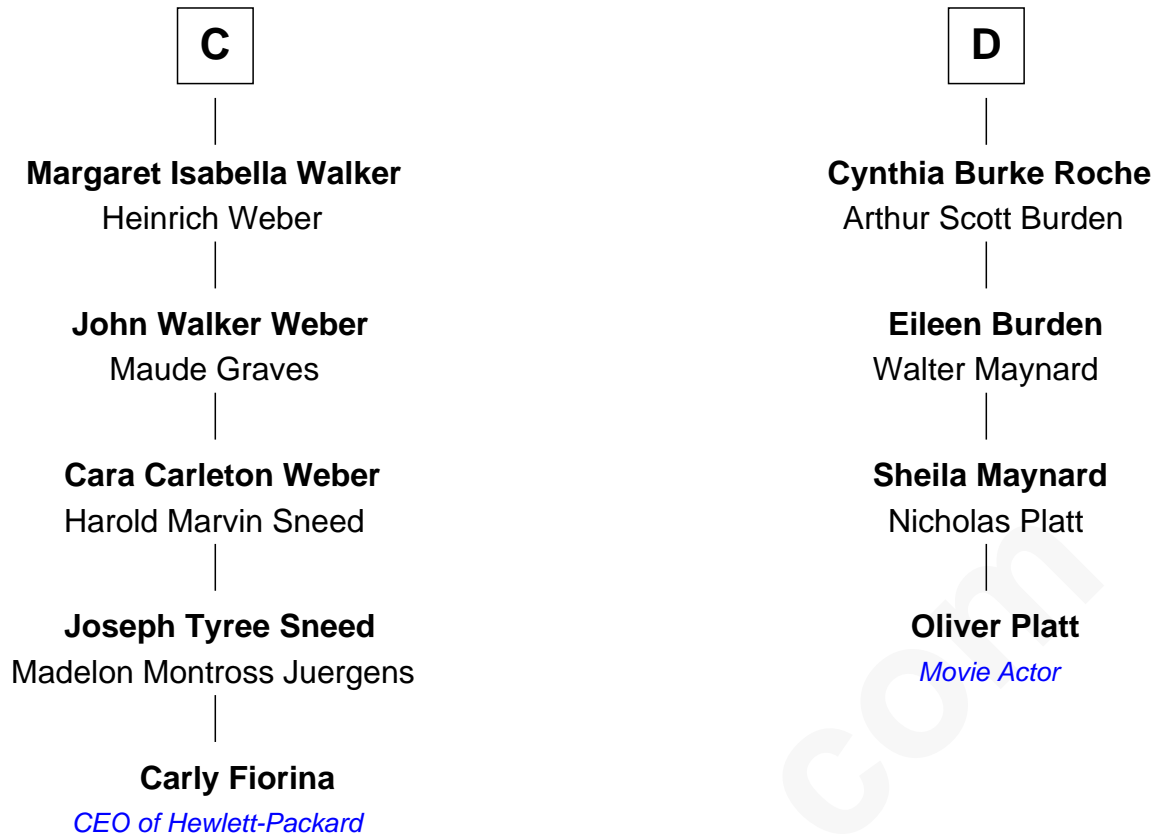 C
Margaret Isabella Walker
Heinrich Weber
John Walker Weber
Maude Graves
Cara Carleton Weber
Harold Marvin Sneed
Joseph Tyree Sneed
Madelon Montross Juergens
Carly Fiorina
CEO of Hewlett-Packard
D
Cynthia Burke Roche
Arthur Scott Burden
Eileen Burden
Walter Maynard
Sheila Maynard
Nicholas Platt
Oliver Platt
Movie Actor
com